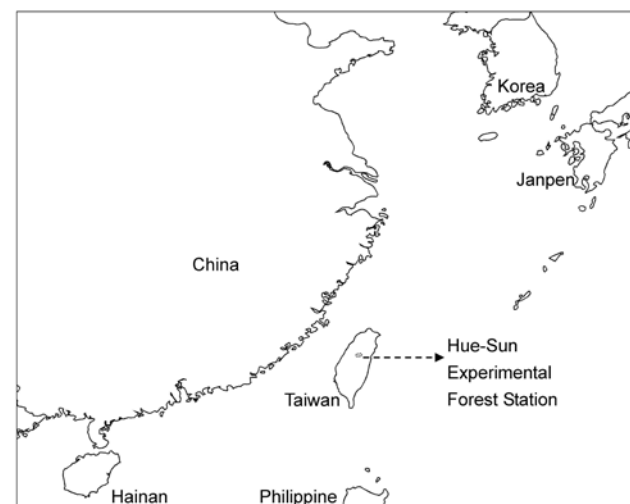 Korea
Janpen
China
Hue-Sun
Experimental
Forest Station
Taiwan
Hainan
Philippine